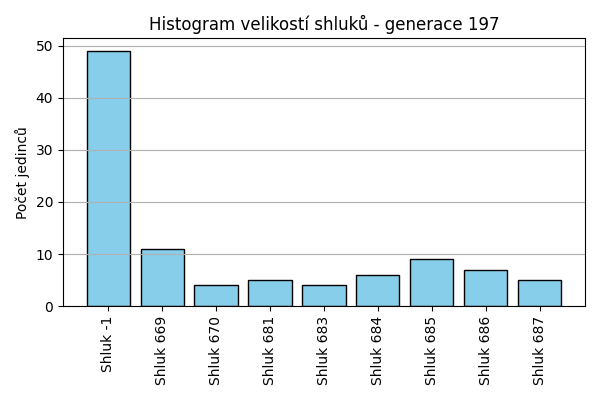 Histogram velikostí shluků - generace 197
Počet jedinců
50
40
30
20
10
0
Shluk -1
Shluk 669
Shluk 670
Shluk 681
Shluk 683
Shluk 684
Shluk 685
Shluk 686
Shluk 687